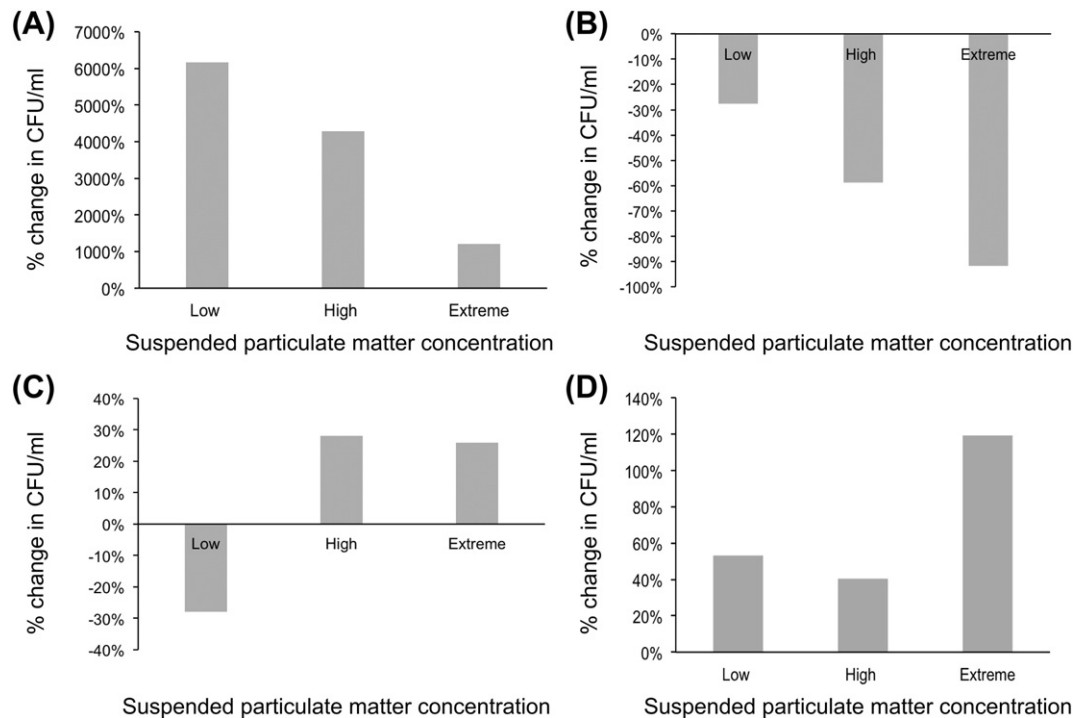 (A)
% change in CFU/ml
7000%
6000%
5000%
4000%
3000%
2000%
1000%
0%
Low High Extreme
Suspended particulate matter concentration
(B)
% change in CFU/ml
0%
-10%
-20%
-30%
-40%
-50%
-60%
-70%
-80%
-90%
-100%
Low High Extreme
Suspended particulate matter concentration
(C)
% change in CFU/ml
40%
30%
20%
10%
0%
-10%
-20%
-30%
-40%
Low High Extreme
Suspended particulate matter concentration
(D)
% change in CFU/ml
140%
120%
100%
80%
60%
40%
20%
0%
Low High Extreme
Suspended particulate matter concentration